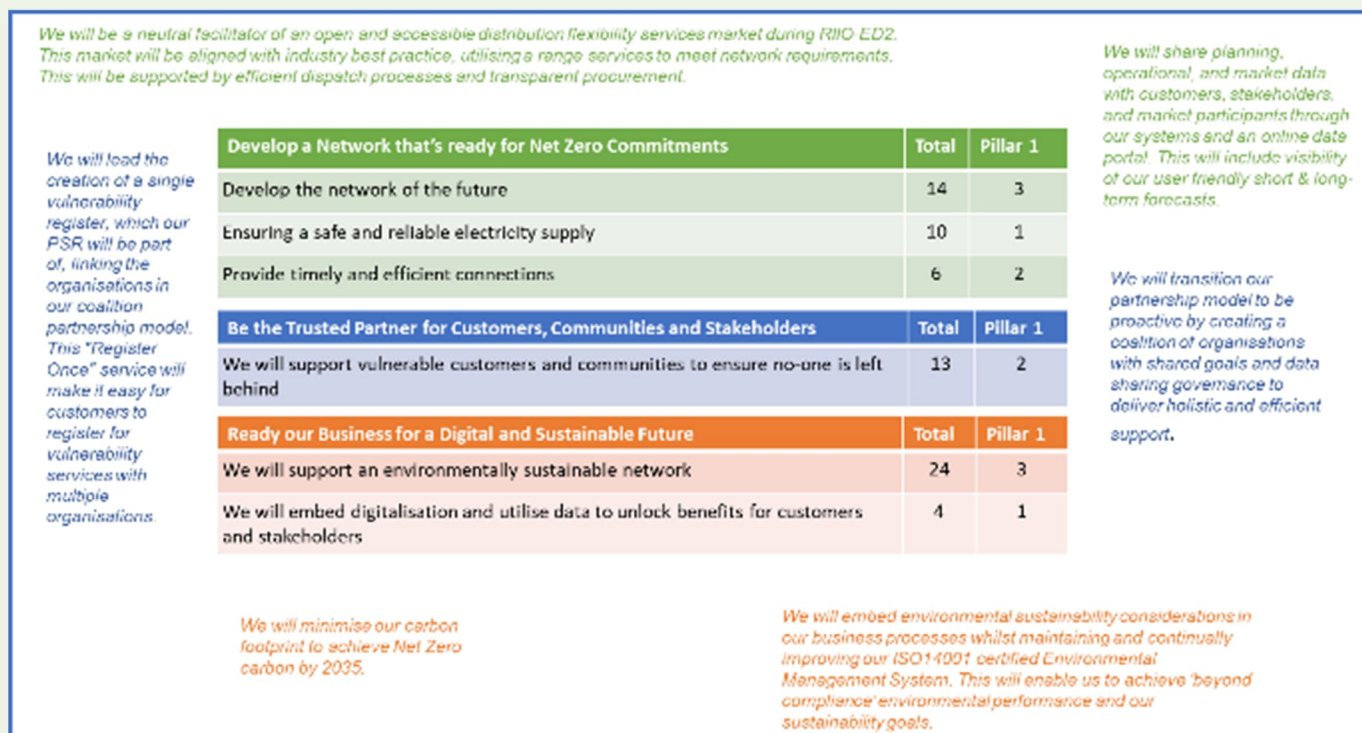 We will be a neutral facilitator of an open and accessible distribution flexibility services market during RIIO-ED2.
This market will be aligned with industry best practice, utilising a range services to meet network requirements.
This will be supported by efficient dispatch processes and transparent procurement.
We will share planning,
operational, and market data
with customers, stakeholders,
and market participants through
our systems and an online data
portal. This will include visibility
of our user friendly short & long-
term forecasts.
We will lead the
creation of a single
vulnerability
register, which our
PSR will be part
of, linking the
organisations in
our coalition
partnership model.
This "Register
Once" service will
make it easy for
customers to
register for
vulnerability
services with
multiple
organisations.
Develop a Network that's ready for Net Zero Commitments Total Pillar 1
Develop the network of the future 14 3
Ensuring a safe and reliable electricity supply 10 1
Provide timely and efficient connections 6 2
Be the Trusted Partner for Customers, Communities and Stakeholders Total Pillar 1
We will support vulnerable customers and communities to ensure no-one is left 13 2
behind
Ready our Business for a Digital and Sustainable Future Total Pillar 1
We will support an environmentally sustainable network 24 3
We will embed digitalisation and utilise data to unlock benefits for customers 4 1
and stakeholders
We will transition our
partnership model to be
proactive by creating a
coalition of organisations
with shared goals and data
sharing governance to
deliver holistic and efficient
support.
We will minimise our carbon
footprint to achieve Net Zero
carbon by 2035.
We will embed environmental sustainability considerations in
our business processes whilst maintaining and continually
improving our ISO14001 certified Environmental
Management System. This will enable us to achieve 'beyond
compliance' environmental performance and our
sustainability goals.